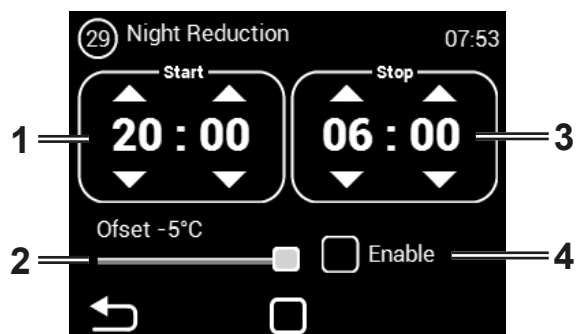 29 Night Reduction 07:53
Start Stop
1 20 : 00 06 : 00 3
Ofset -5°C
2 Enable 4